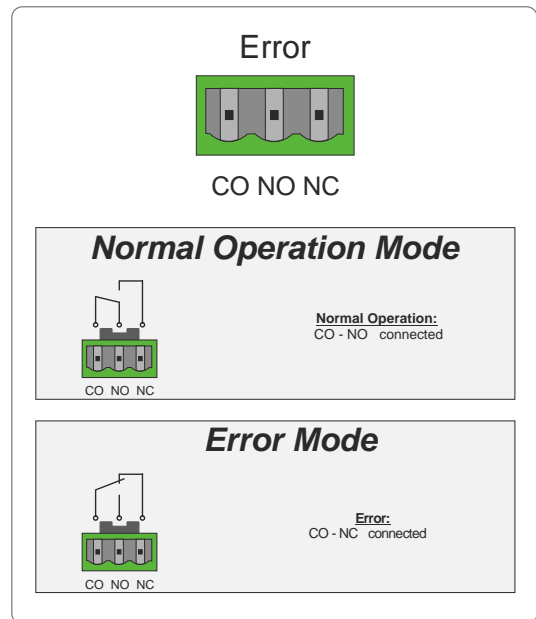 Error
CO NO NC
Normal Operation Mode
Normal Operation:
CO - NO connected
CO NO NC
Error Mode
Error:
CO - NC connected
CO NO NC